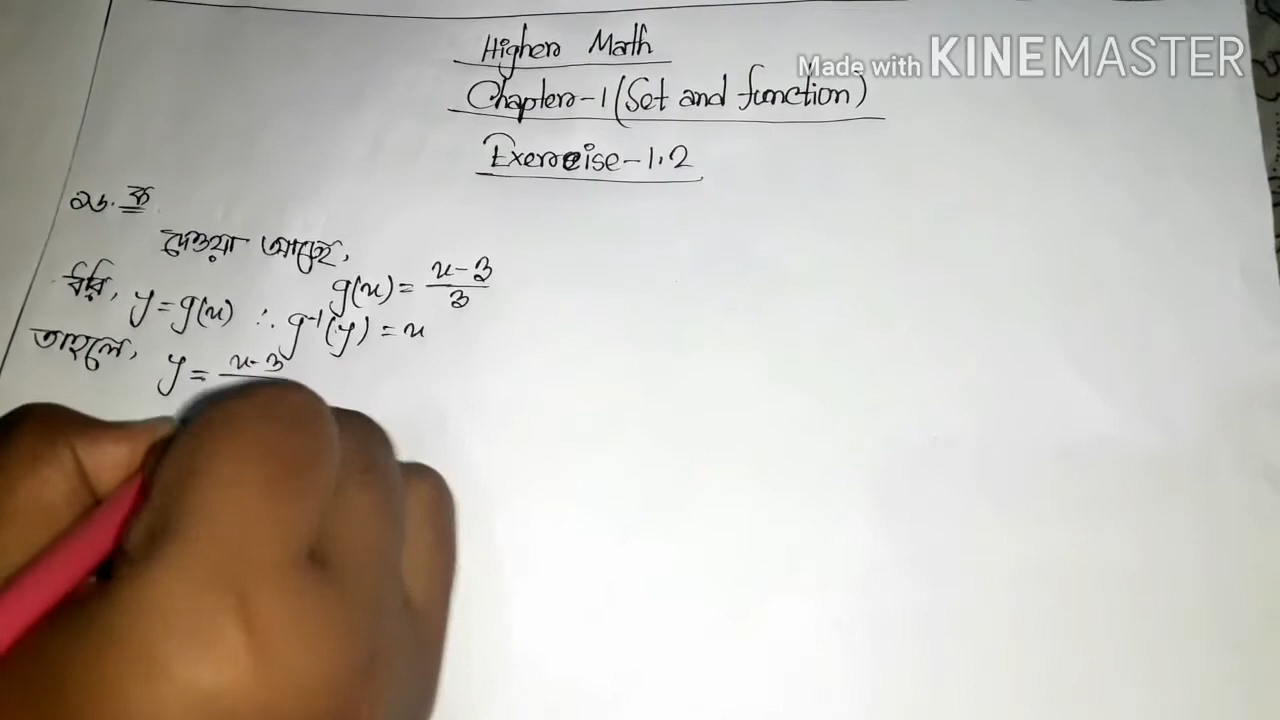 Higher Math
Made with KINEMASTER
Chapter-1 (Set and function)
Exercise-1.2
২৬. ক
দেওয়া আছে,
g(x) = x-3/3
ধরি, y = g(x) ∴ g⁻¹(y) = x
তাহলে, y = x-3